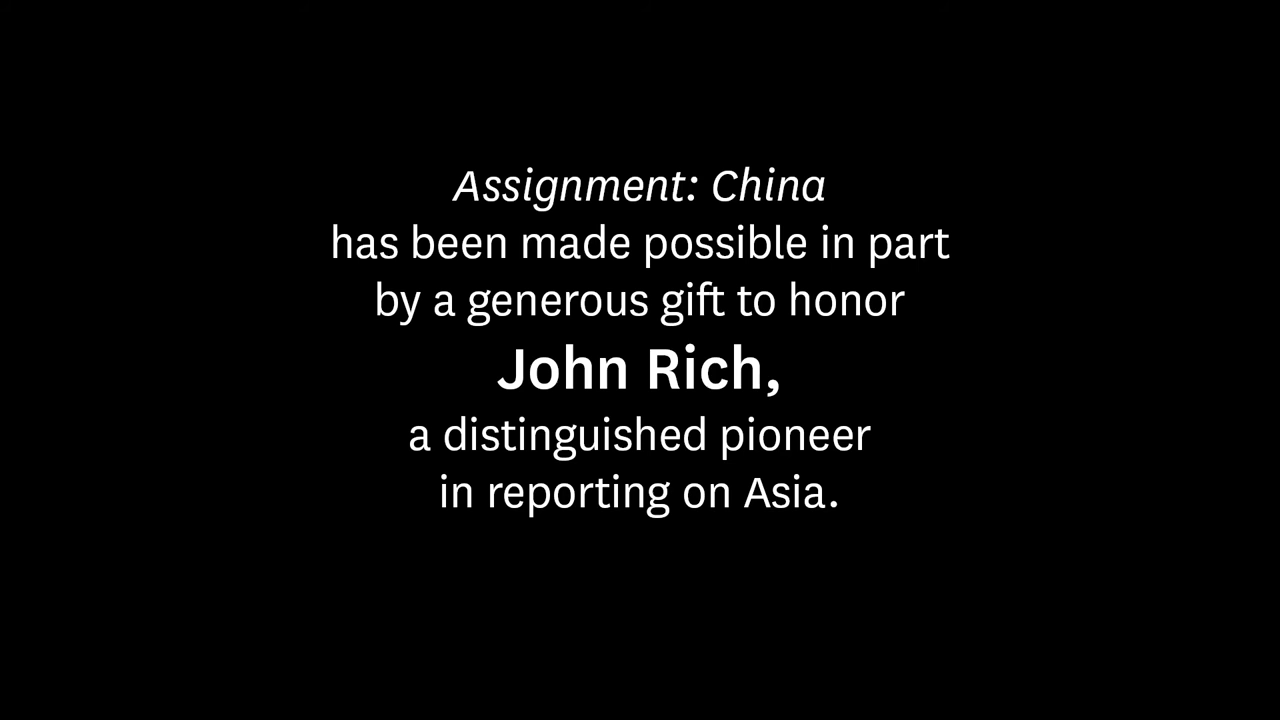 Assignment: China
has been made possible in part
by a generous gift to honor
John Rich,
a distinguished pioneer
in reporting on Asia.